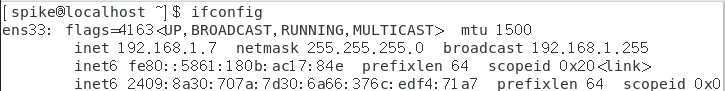 [spike@localhost ~]$ ifconfig
ens33: flags=4163<UP,BROADCAST,RUNNING,MULTICAST>  mtu 1500
        inet 192.168.1.7  netmask 255.255.255.0  broadcast 192.168.1.255
        inet6 fe80::5861:180b:ac17:84e  prefixlen 64  scopeid 0x20<link>
        inet6 2409:8a30:707a:7d30:6a66:376c:edf4:71a7  prefixlen 64  scopeid 0x0